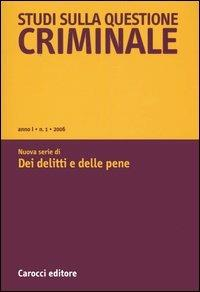 STUDI SULLA QUESTIONE
CRIMINALE
anno I • n. 1 • 2006
Nuova serie di
Dei delitti e delle pene
Carocci editore